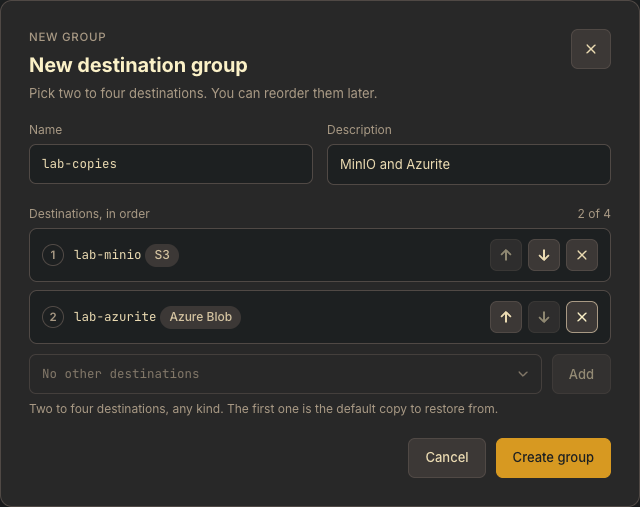 NEW GROUP
New destination group
Pick two to four destinations. You can reorder them later.
Name
Description
lab-copies
MinIO and Azurite
Destinations, in order
2 of 4
1 lab-minio S3
2 lab-azurite Azure Blob
No other destinations
Add
Two to four destinations, any kind. The first one is the default copy to restore from.
Cancel
Create group